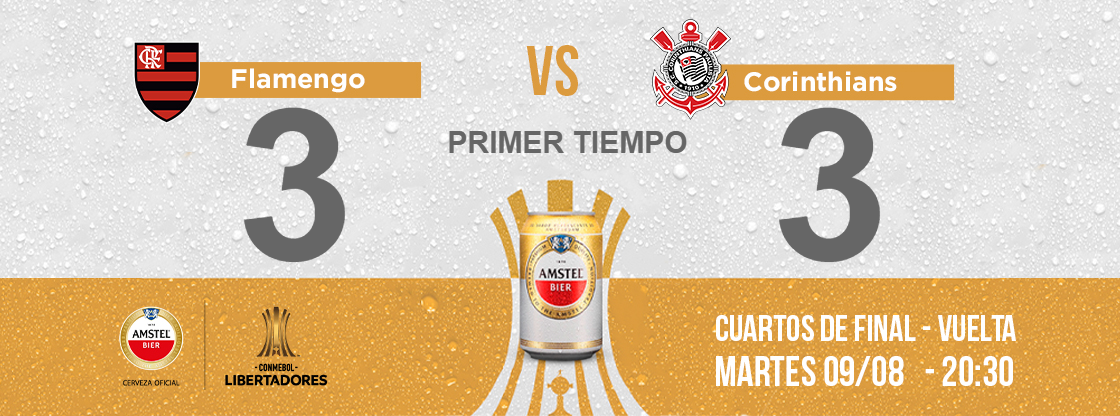 Flamengo
VS
Corinthians
3
PRIMER TIEMPO
3
AMSTEL
BIER
1870
AMSTEL
BIER
CERVEZA OFICIAL
- CONMEBOL -
LIBERTADORES
CUARTOS DE FINAL - VUELTA
MARTES 09/08 - 20:30